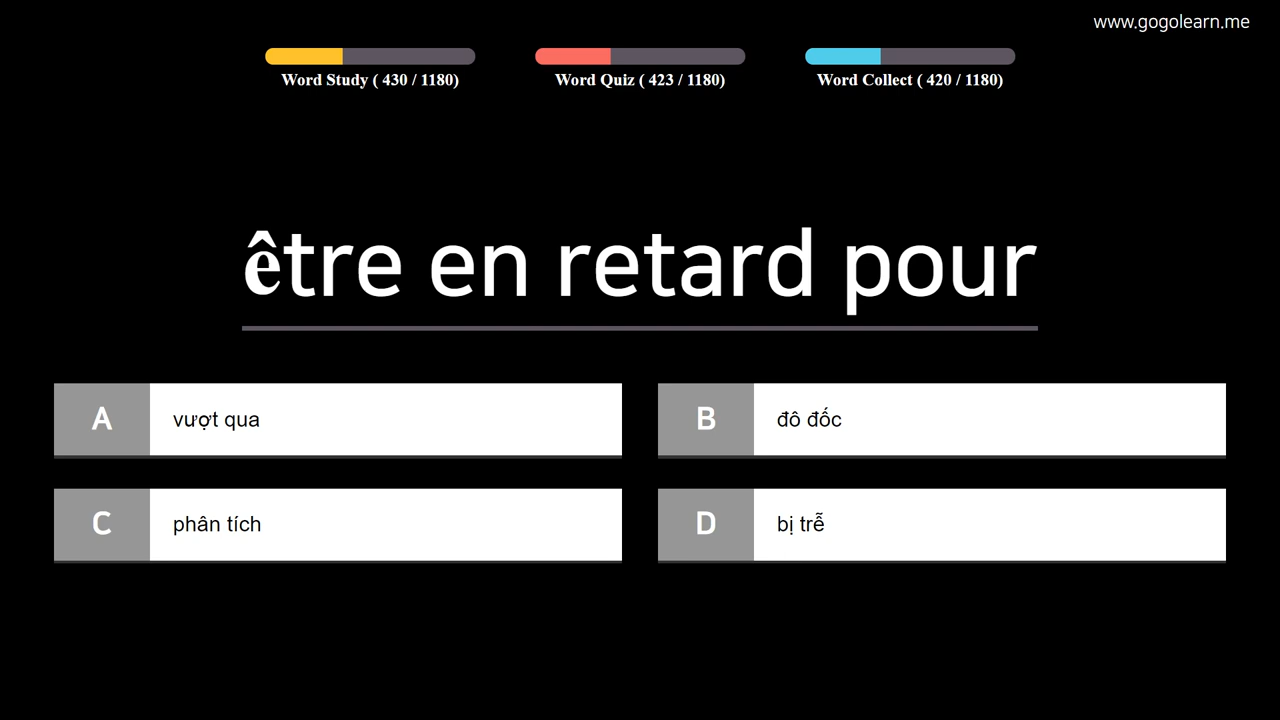 www.gogolearn.me
Word Study ( 430 / 1180)
Word Quiz ( 423 / 1180)
Word Collect ( 420 / 1180)
être en retard pour
A vượt qua
B đô đốc
C phân tích
D bị trễ